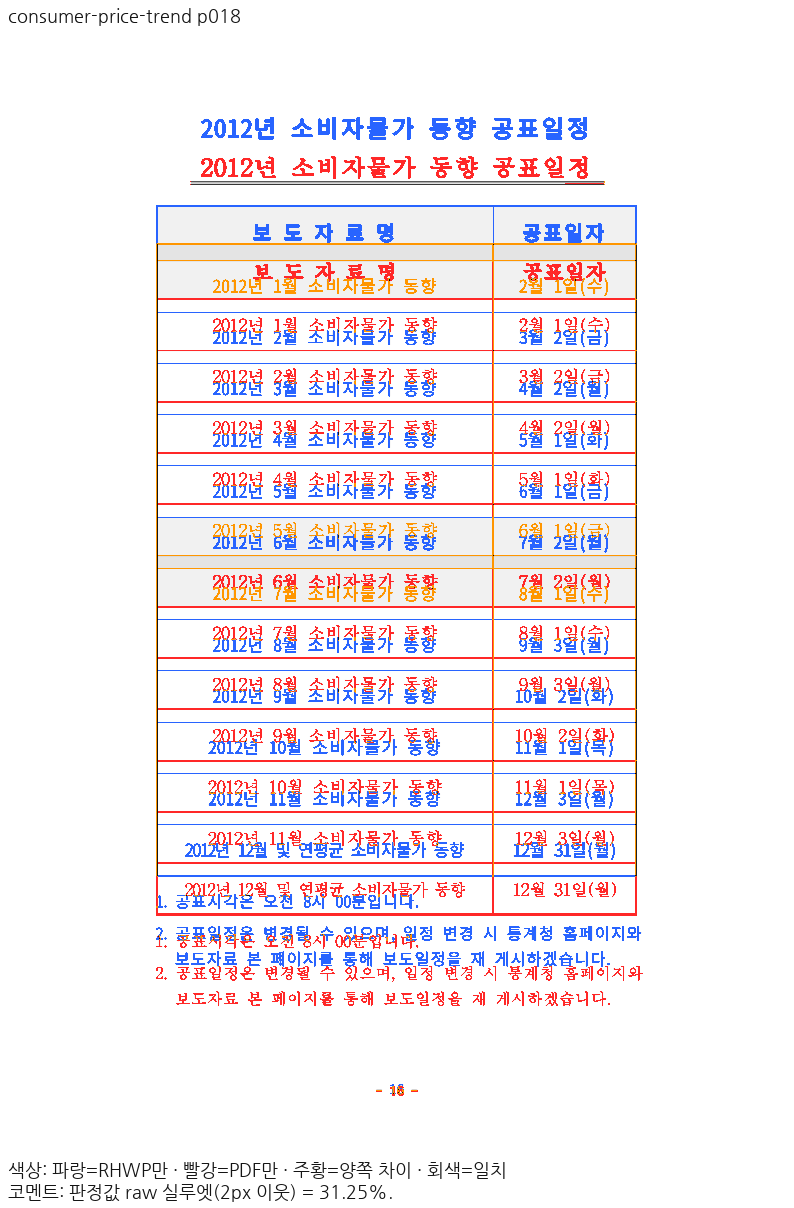 consumer-price-trend p018
2012년 소비자물가 동향 공표일정
2012년 소비자물가 동향 공표일정
보 도 자 료 명 공표일자
보 도 자 료 명 공표일자
2012년 1월 소비자물가 동향 2월 1일(수)
2012년 1월 소비자물가 동향 2월 1일(수)
2012년 2월 소비자물가 동향 3월 2일(금)
2012년 2월 소비자물가 동향 3월 2일(금)
2012년 3월 소비자물가 동향 4월 2일(월)
2012년 3월 소비자물가 동향 4월 2일(월)
2012년 4월 소비자물가 동향 5월 1일(화)
2012년 4월 소비자물가 동향 5월 1일(화)
2012년 5월 소비자물가 동향 6월 1일(금)
2012년 5월 소비자물가 동향 6월 1일(금)
2012년 6월 소비자물가 동향 7월 2일(월)
2012년 6월 소비자물가 동향 7월 2일(월)
2012년 7월 소비자물가 동향 8월 1일(수)
2012년 7월 소비자물가 동향 8월 1일(수)
2012년 8월 소비자물가 동향 9월 3일(월)
2012년 8월 소비자물가 동향 9월 3일(월)
2012년 9월 소비자물가 동향 10월 2일(화)
2012년 9월 소비자물가 동향 10월 2일(화)
2012년 10월 소비자물가 동향 11월 1일(목)
2012년 10월 소비자물가 동향 11월 1일(목)
2012년 11월 소비자물가 동향 12월 3일(월)
2012년 11월 소비자물가 동향 12월 3일(월)
2012년 12월 및 연평균 소비자물가 동향 12월 31일(월)
2012년 12월 및 연평균 소비자물가 동향 12월 31일(월)
1. 공표시각은 오전 8시 00분입니다.
2. 공표일정은 변경될 수 있으며, 일정 변경 시 통계청 홈페이지와
1. 공표시각은 오전 8시 00분입니다.
보도자료 본 페이지를 통해 보도일정을 재 게시하겠습니다.
2. 공표일정은 변경될 수 있으며, 일정 변경 시 통계청 홈페이지와
보도자료 본 페이지를 통해 보도일정을 재 게시하겠습니다.
색상: 파랑=RHWP만 · 빨강=PDF만 · 주황=양쪽 차이 · 회색=일치
코멘트: 판정값 raw 실루엣(2px 이웃) = 31.25%.